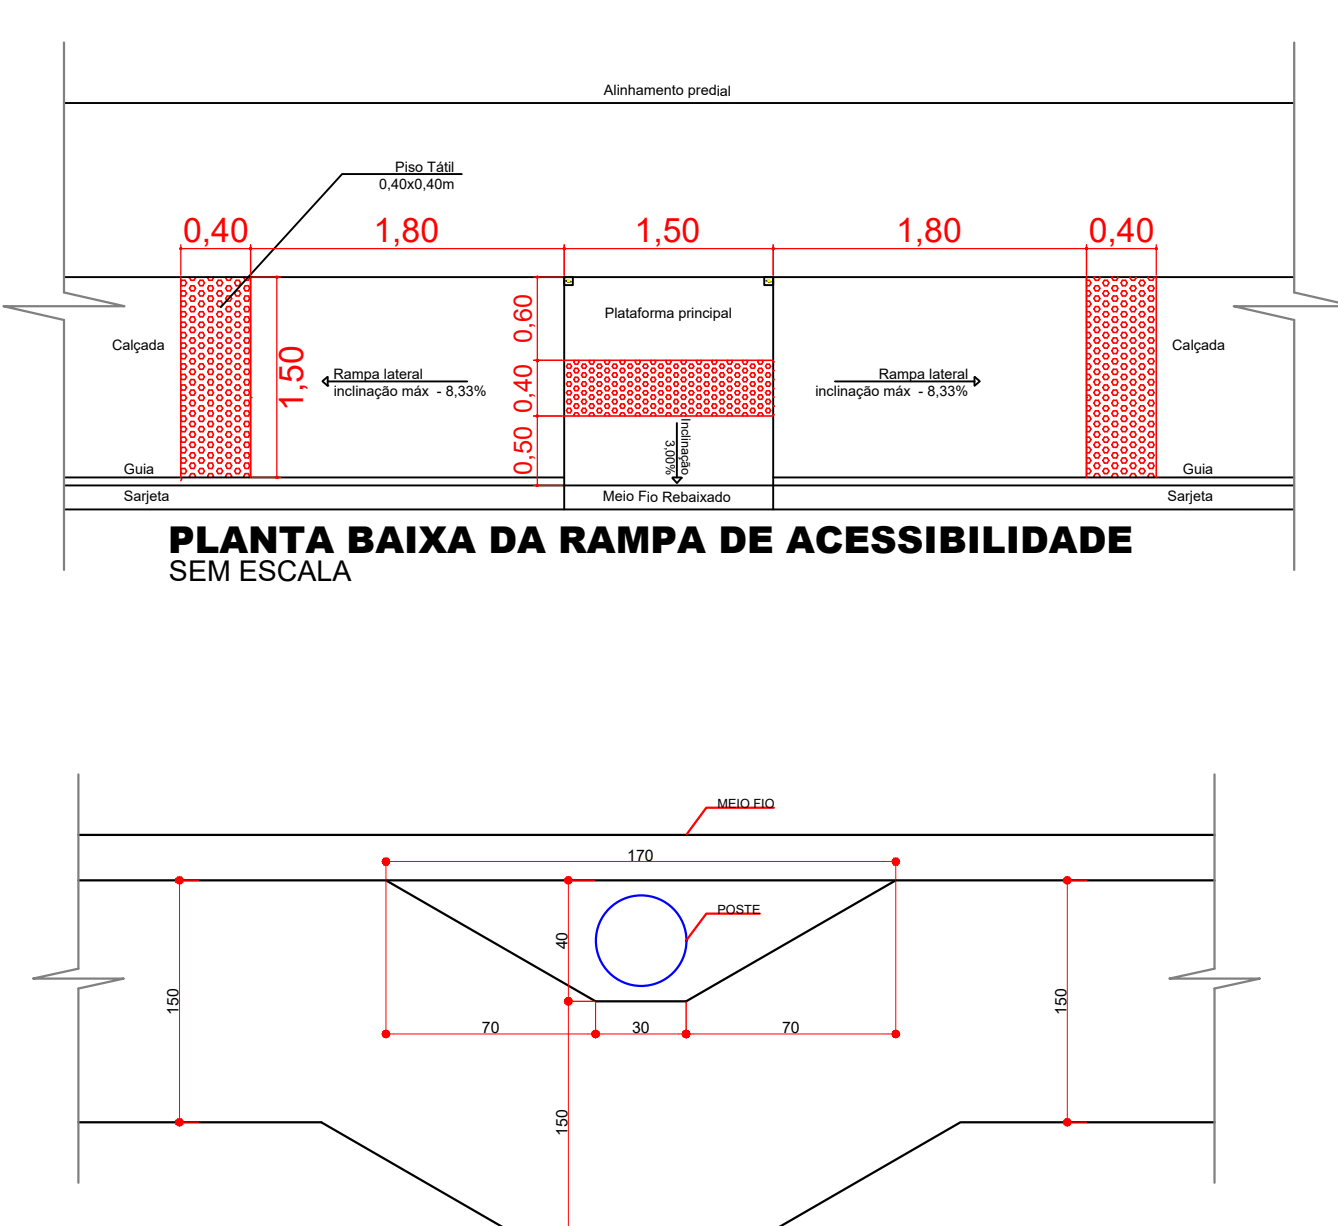 Alinhamento predial
Piso Tátil
0,40x0,40m
0,40
1,80
1,50
1,80
0,40
Plataforma principal
0,60
Calçada
Calçada
1,50
Rampa lateral
inclinação máx - 8,33%
0,40
Rampa lateral
inclinação máx - 8,33%
0,50
Inclinação
3,00%
Guia
Guia
Sarjeta
Meio Fio Rebaixado
Sarjeta
PLANTA BAIXA DA RAMPA DE ACESSIBILIDADE
SEM ESCALA
MEIO FIO
170
POSTE
40
150
150
70
30
70
150